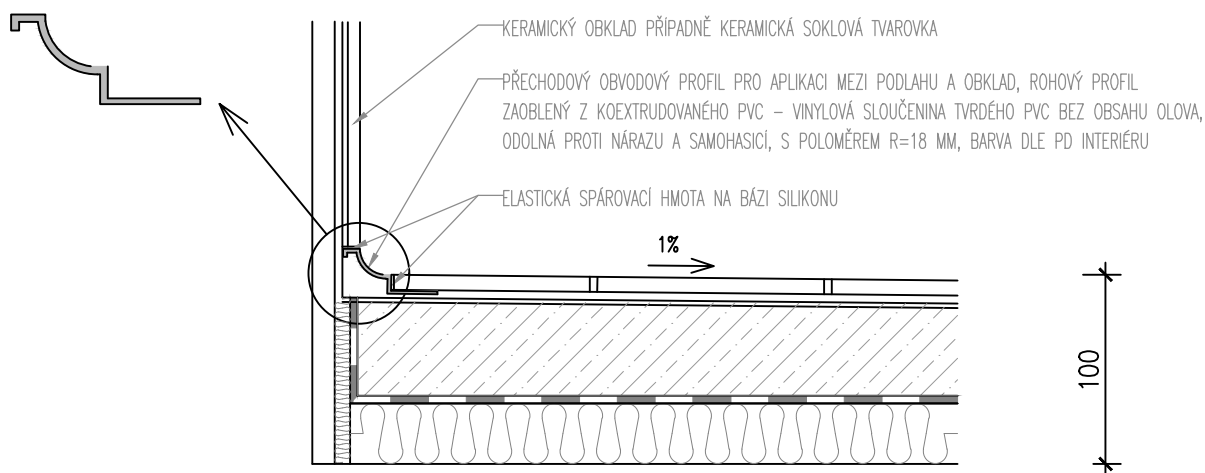 KERAMICKÝ OBKLAD PŘÍPADNĚ KERAMICKÁ SOKLOVÁ TVAROVKA
PŘECHODOVÝ OBVODOVÝ PROFIL PRO APLIKACI MEZI PODLAHU A OBKLAD, ROHOVÝ PROFIL
ZAOBLENÝ Z KOEXTRUDOVANÉHO PVC – VINYLOVÁ SLOUČENINA TVRDÉHO PVC BEZ OBSAHU OLOVA,
ODOLNÁ PROTI NÁRAZU A SAMOHASICÍ, S POLOMĚREM R=18 MM, BARVA DLE PD INTERIÉRU
ELASTICKÁ SPÁROVACÍ HMOTA NA BÁZI SILIKONU
1%
100